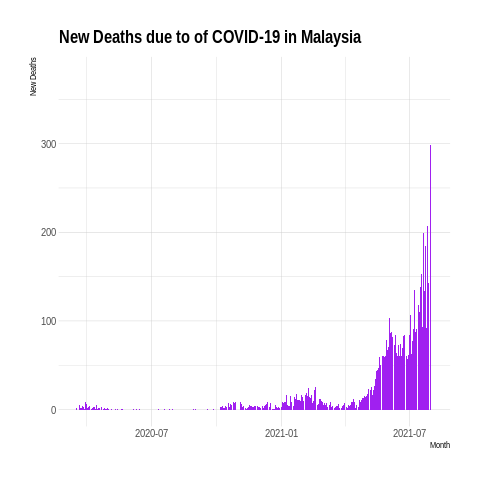 New Deaths due to of COVID-19 in Malaysia
New Deaths
300
200
100
0
2020-07
2021-01
2021-07
Month